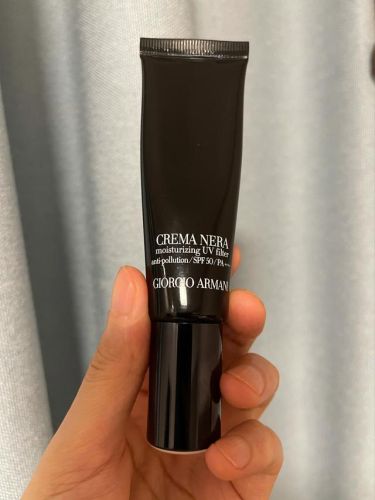 CREMA NERA
moisturizing UV filter
anti-pollution/SPF 50/PA ++++
GIORGIO ARMANI